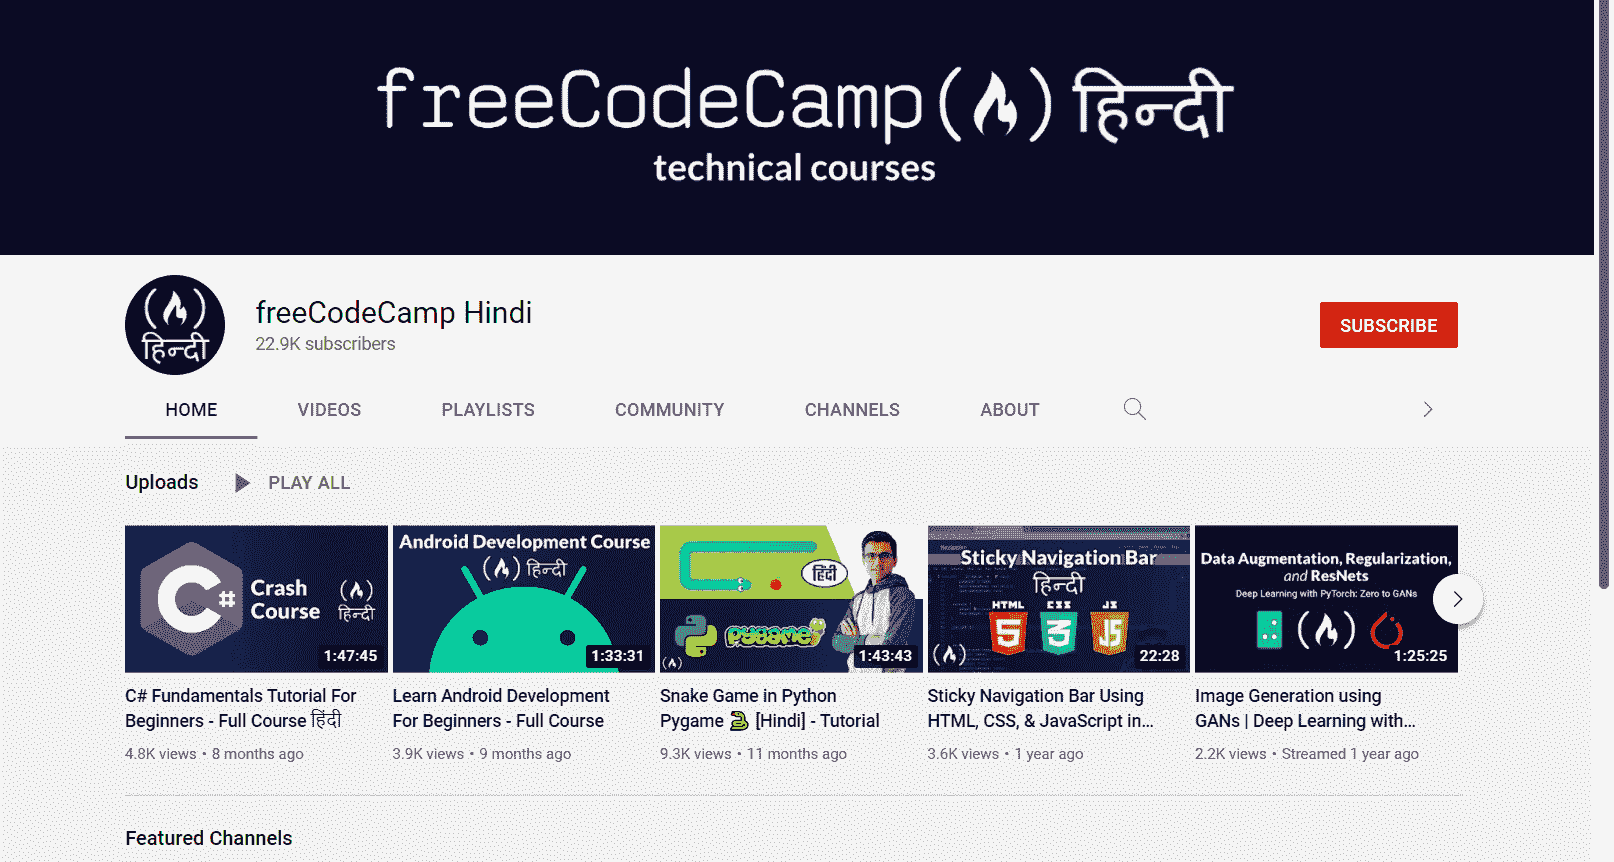 freeCodeCamp(🔥) हिन्दी
technical courses
हिन्दी
freeCodeCamp Hindi
22.9K subscribers
SUBSCRIBE
HOME
VIDEOS
PLAYLISTS
COMMUNITY
CHANNELS
ABOUT
Uploads
PLAY ALL
C#
Crash
Course
हिन्दी
1:47:45
Android Development Course
हिन्दी
1:33:31
हिंदी
pygame
1:43:43
Sticky Navigation Bar
हिन्दी
HTML CSS JS
5 3 JS
22:28
Data Augmentation, Regularization,
and ResNets
Deep Learning with PyTorch: Zero to GANs
1:25:25
C# Fundamentals Tutorial For
Beginners - Full Course हिंदी
4.8K views • 8 months ago
Learn Android Development
For Beginners - Full Course
3.9K views • 9 months ago
Snake Game in Python
Pygame 🐍 [Hindi] - Tutorial
9.3K views • 11 months ago
Sticky Navigation Bar Using
HTML, CSS, & JavaScript in...
3.6K views • 1 year ago
Image Generation using
GANs | Deep Learning with...
2.2K views • Streamed 1 year ago
Featured Channels